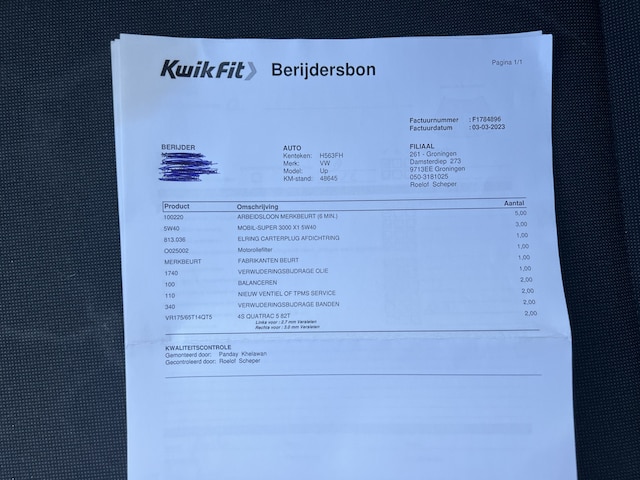 KwikFit Berijdersbon Pagina 1/1
Factuurnummer : F1784896
Factuurdatum : 03-03-2023
BERIJDER
AUTO
Kenteken: H563FH
Merk: VW
Model: Up
KM-stand: 48645
FILIAAL
261 - Groningen
Damsterdiep 273
9713EE Groningen
050-3181025
Roelof Scheper
Product Omschrijving Aantal
100220 ARBEIDSLOON MERKBEURT (6 MIN.) 5,00
5W40 MOBIL-SUPER 3000 X1 5W40 3,00
813.036 ELRING CARTERPLUG AFDICHTRING 1,00
O025002 Motoroliefilter 1,00
MERKBEURT FABRIKANTEN BEURT 1,00
1740 VERWIJDERINGSBIJDRAGE OLIE 1,00
100 BALANCEREN 2,00
110 NIEUW VENTIEL OF TPMS SERVICE 2,00
340 VERWIJDERINGSBIJDRAGE BANDEN 2,00
VR175/65T14QT5 4S QUATRAC 5 82T 2,00
Linke voor : 2.7 mm Versleten
Rechte voor : 3.0 mm Versleten
KWALITEITSCONTROLE
Gemonteerd door: Panday Khelawan
Gecontroleerd door: Roelof Scheper